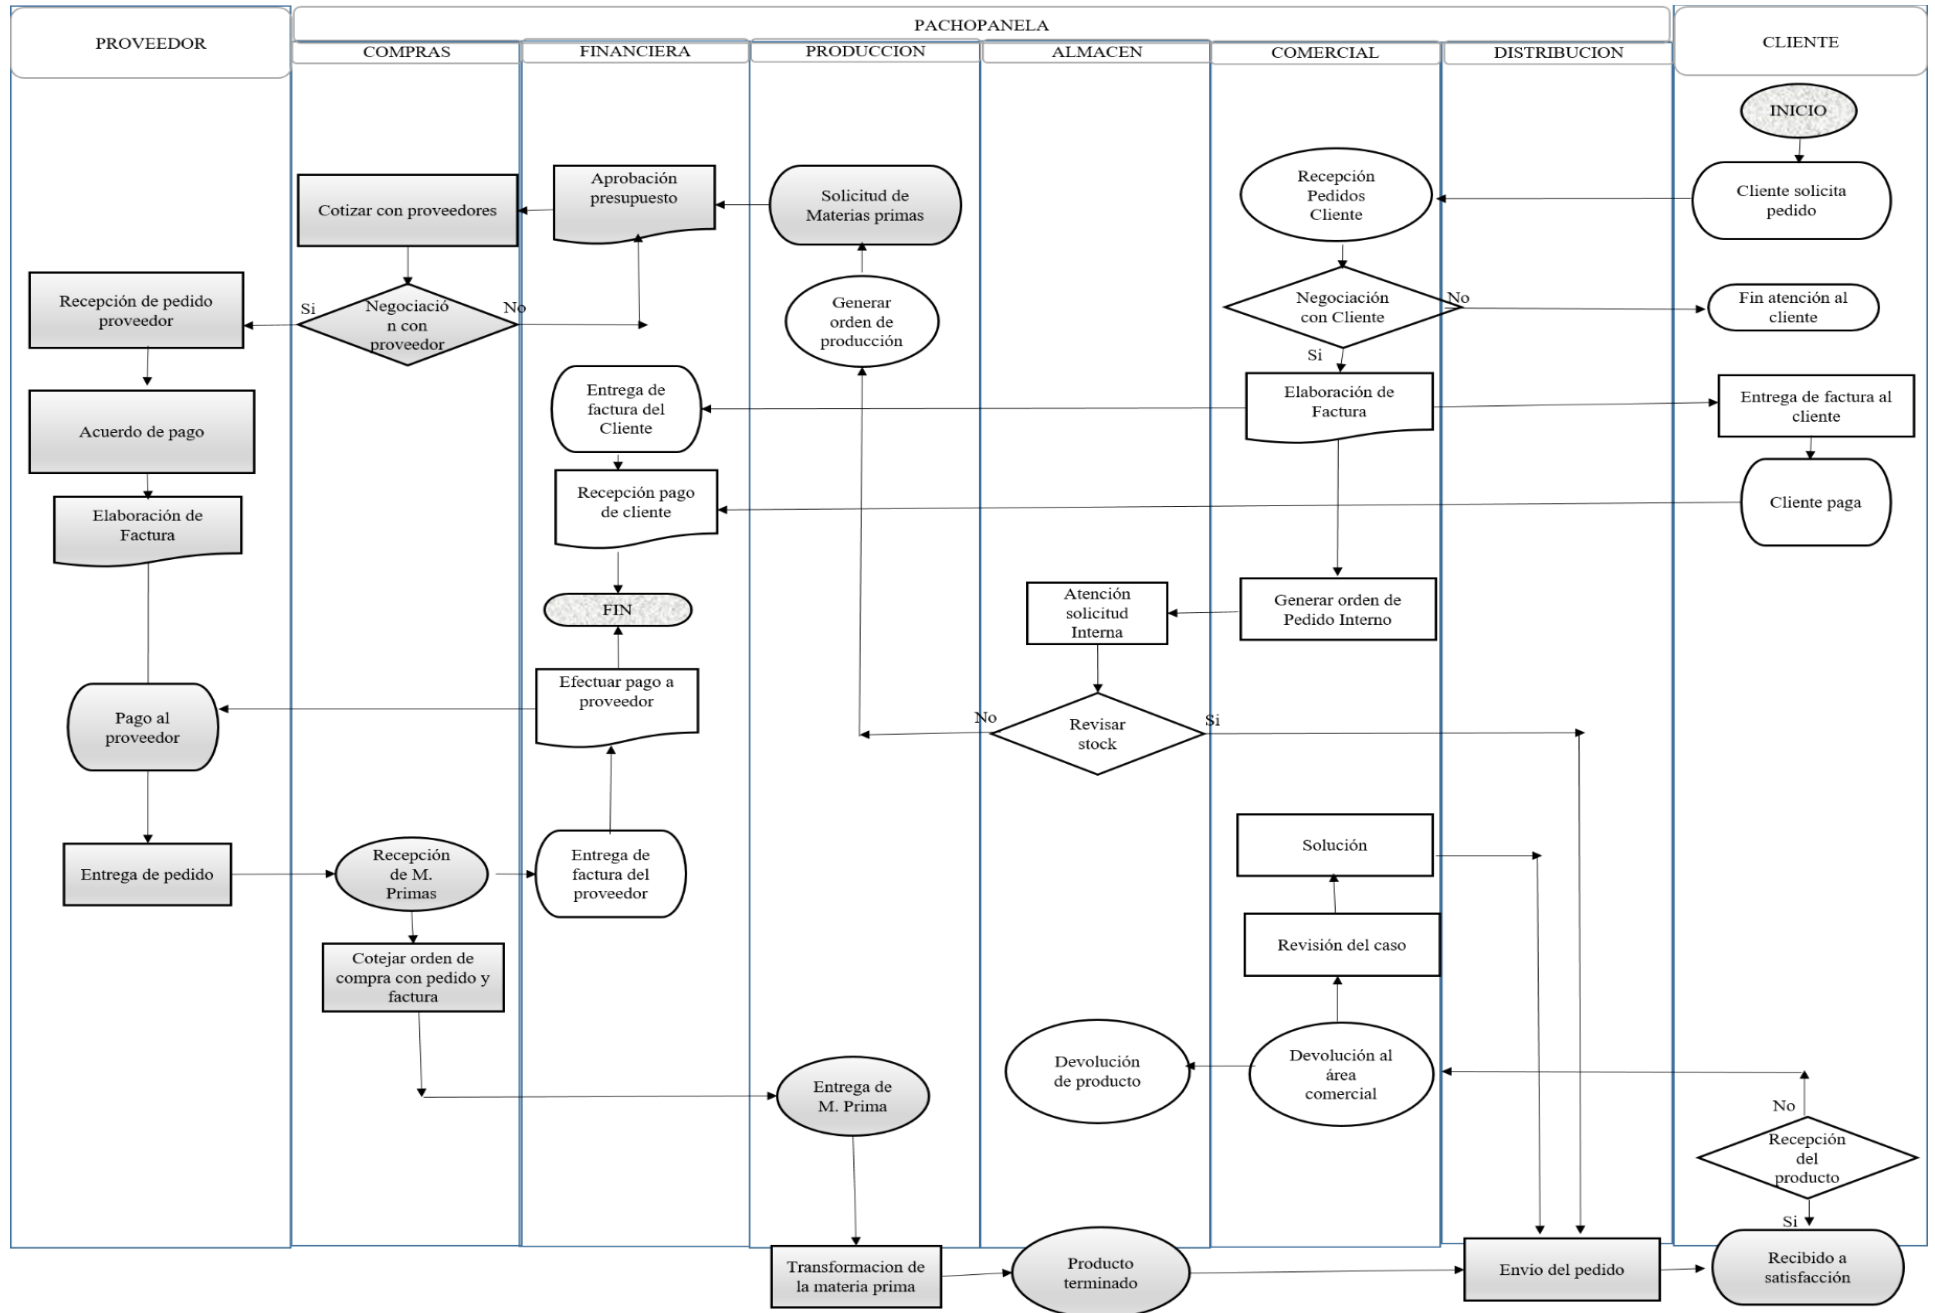 PROVEEDOR
PACHOPANELA
CLIENTE
COMPRAS
FINANCIERA
PRODUCCION
ALMACEN
COMERCIAL
DISTRIBUCION
INICIO
Cotizar con proveedores
Aprobación
presupuesto
Solicitud de
Materias primas
Recepción
Pedidos
Cliente
Cliente solicita
pedido
Recepción de pedido
proveedor
Si
Negociació
n con
proveedor
No
Generar
orden de
producción
Negociación
con Cliente
No
Si
Fin atención al
cliente
Acuerdo de pago
Entrega de
factura del
Cliente
Elaboración de
Factura
Entrega de factura al
cliente
Elaboración de
Factura
Recepción pago
de cliente
Cliente paga
FIN
Atención
solicitud
Interna
Generar orden de
Pedido Interno
Pago al
proveedor
Efectuar pago a
proveedor
No
Revisar
stock
Si
Entrega de pedido
Recepción
de M.
Primas
Entrega de
factura del
proveedor
Solución
Cotejar orden de
compra con pedido y
factura
Revisión del caso
Entrega de
M. Prima
Devolución
de producto
Devolución al
área
comercial
No
Recepción
del
producto
Si
Transformacion de
la materia prima
Producto
terminado
Envio del pedido
Recibido a
satisfacción